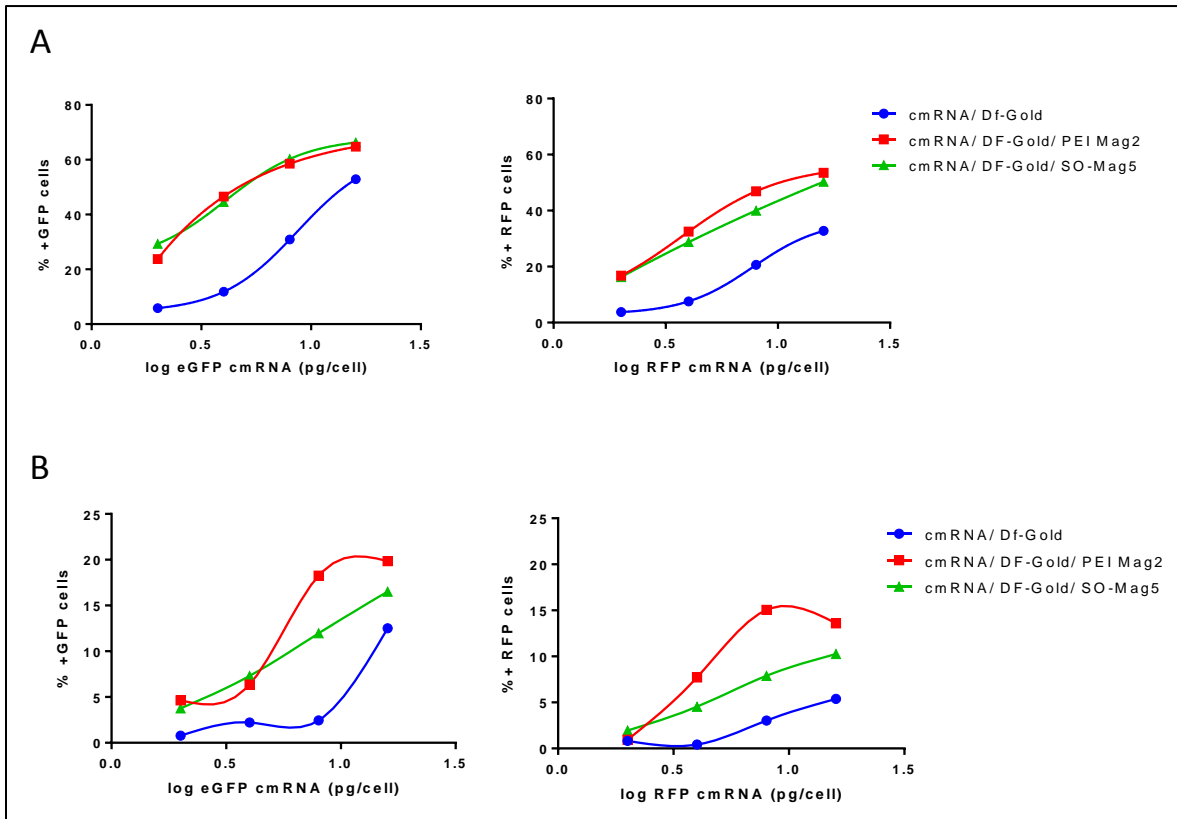 A
80
60
40
20
0
% +GFP cells
0.0 0.5 1.0 1.5
log eGFP cmRNA (pg/cell)
80
60
40
20
0
% + RFP cells
0.0 0.5 1.0 1.5
log RFP cmRNA (pg/cell)
cmRNA/ Df-Gold
cmRNA/ DF-Gold/ PEI Mag2
cmRNA/ DF-Gold/ SO-Mag5
B
25
20
15
10
5
0
% +GFP cells
0.0 0.5 1.0 1.5
log eGFP cmRNA (pg/cell)
25
20
15
10
5
0
% + RFP cells
0.0 0.5 1.0 1.5
log RFP cmRNA (pg/cell)
cmRNA/ Df-Gold
cmRNA/ DF-Gold/ PEI Mag2
cmRNA/ DF-Gold/ SO-Mag5